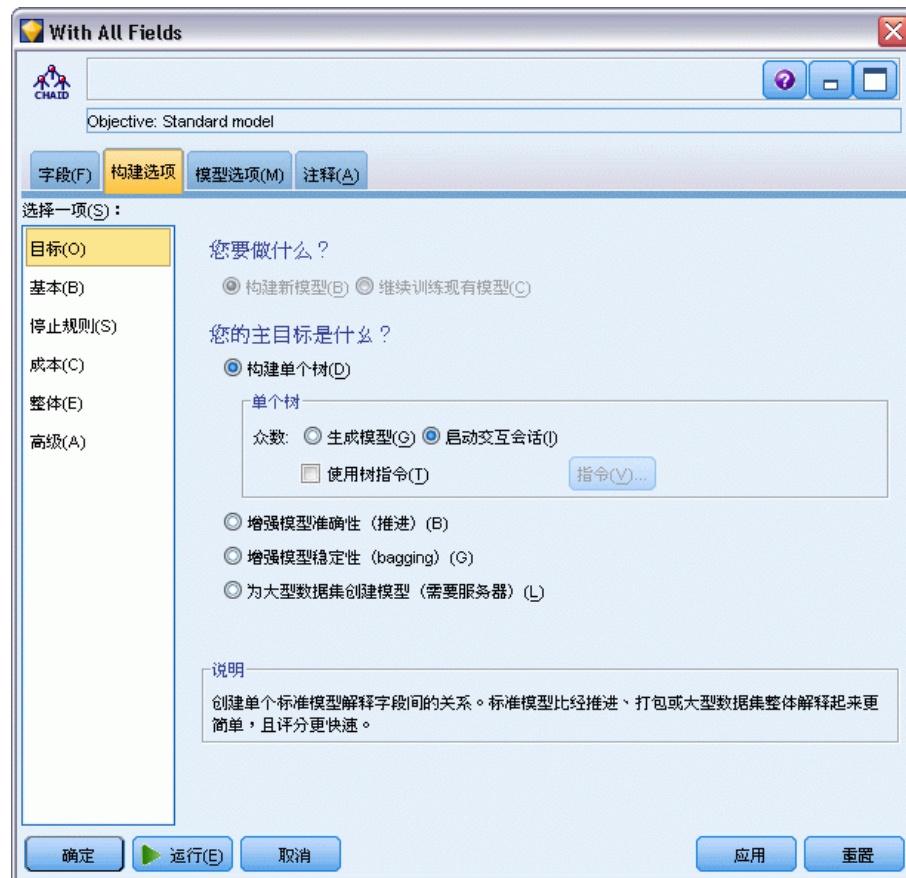 With All Fields
CHAID
Objective: Standard model
字段(F) 构建选项 模型选项(M) 注释(A)
选择一项(S)：
目标(O)
基本(B)
停止规则(S)
成本(C)
整体(E)
高级(A)
您要做什么？
构建新模型(B) 继续训练现有模型(C)
您的主目标是什么？
构建单个树(D)
单个树
众数: 生成模型(G) 启动交互会话(I)
使用树指令(T) 指令(V)...
增强模型准确性（推进）(B)
增强模型稳定性（bagging）(G)
为大型数据集创建模型（需要服务器）(L)
说明
创建单个标准模型解释字段间的关系。标准模型比经推进、打包或大型数据集整体解释起来更
简单，且评分更快速。
确定 运行(E) 取消 应用 重置